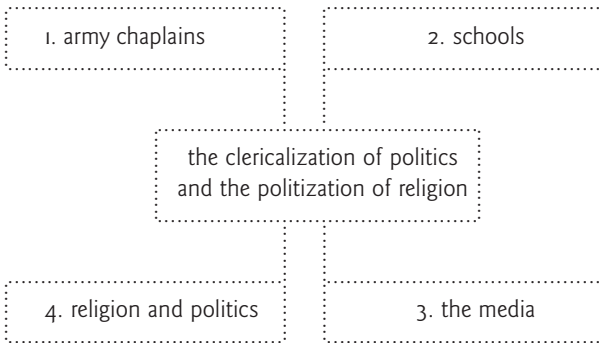 1. army chaplains
2. schools
the clericalization of politics
and the politization of religion
4. religion and politics
3. the media